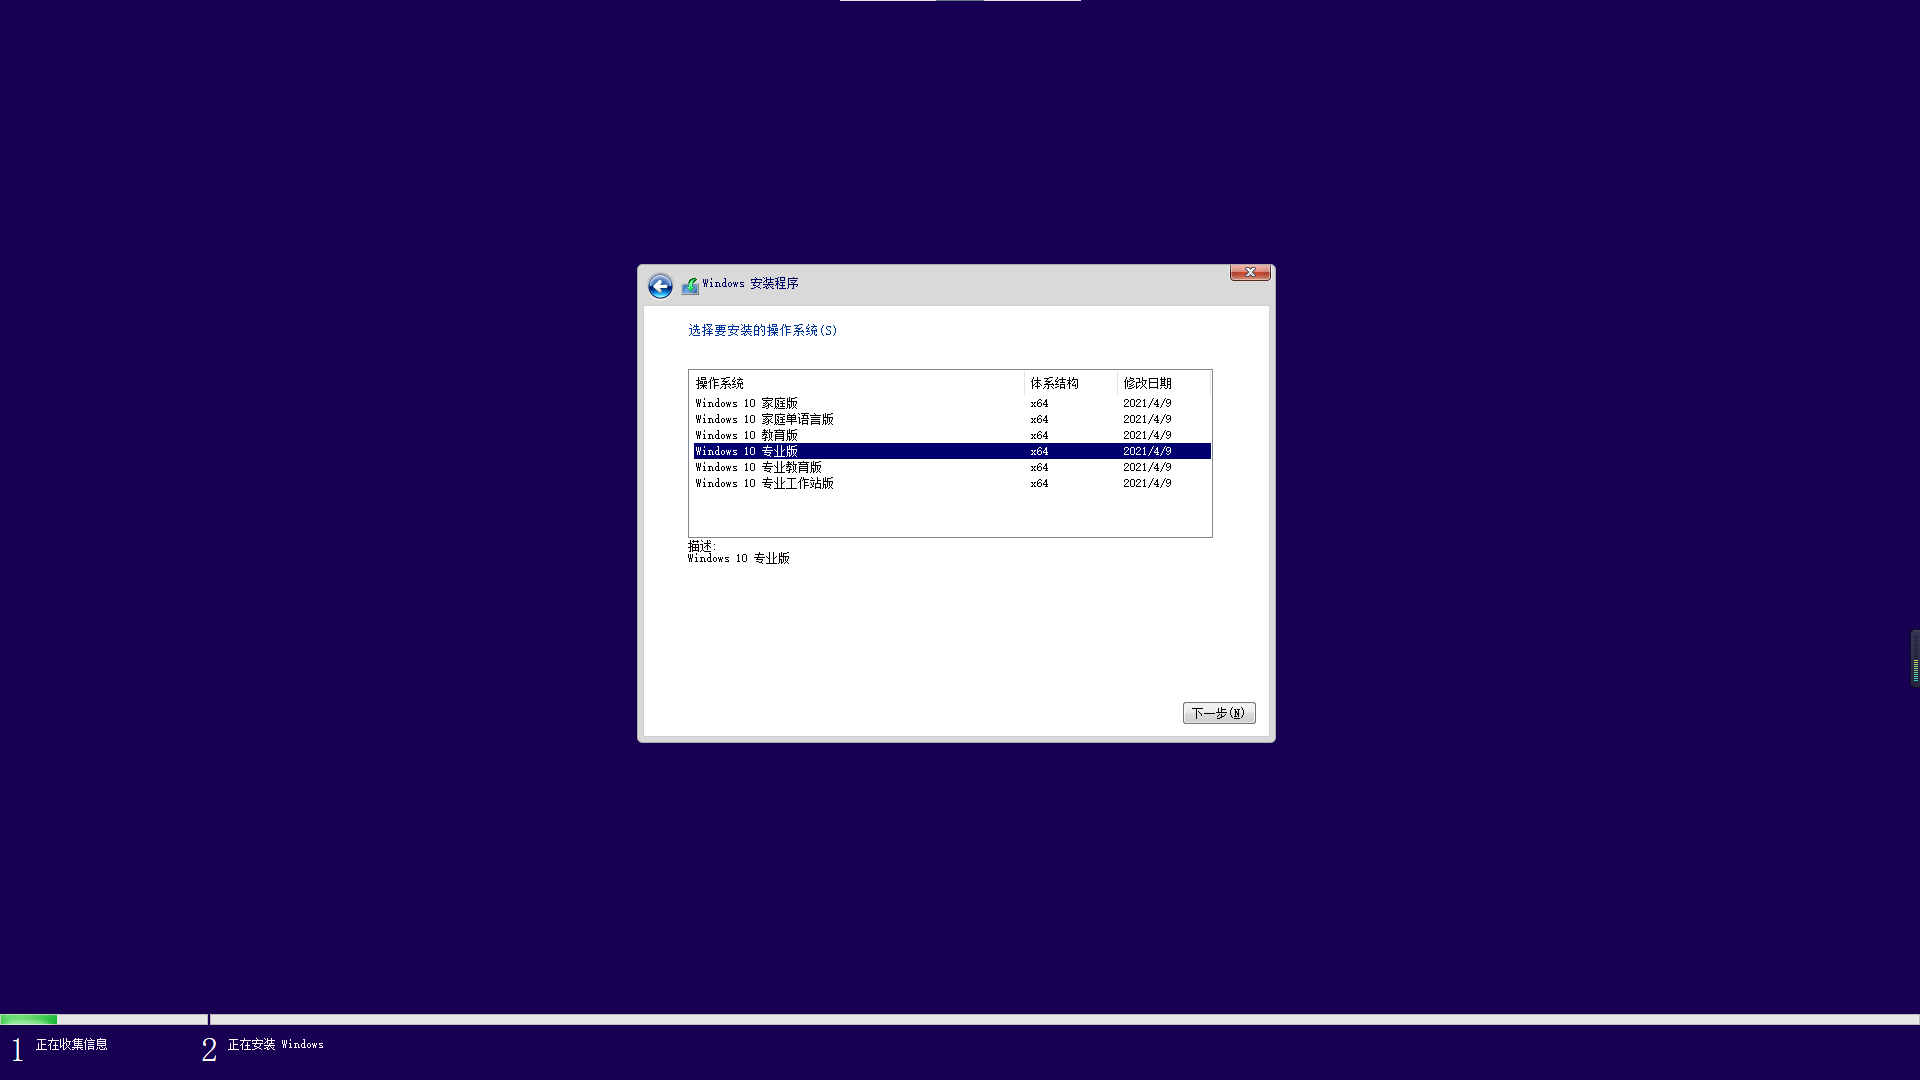 Windows 安装程序
选择要安装的操作系统(S)
操作系统 体系结构 修改日期
Windows 10 家庭版 x64 2021/4/9
Windows 10 家庭单语言版 x64 2021/4/9
Windows 10 教育版 x64 2021/4/9
Windows 10 专业版 x64 2021/4/9
Windows 10 专业教育版 x64 2021/4/9
Windows 10 专业工作站版 x64 2021/4/9
描述:
Windows 10 专业版
下一步(N)
1 正在收集信息 2 正在安装 Windows